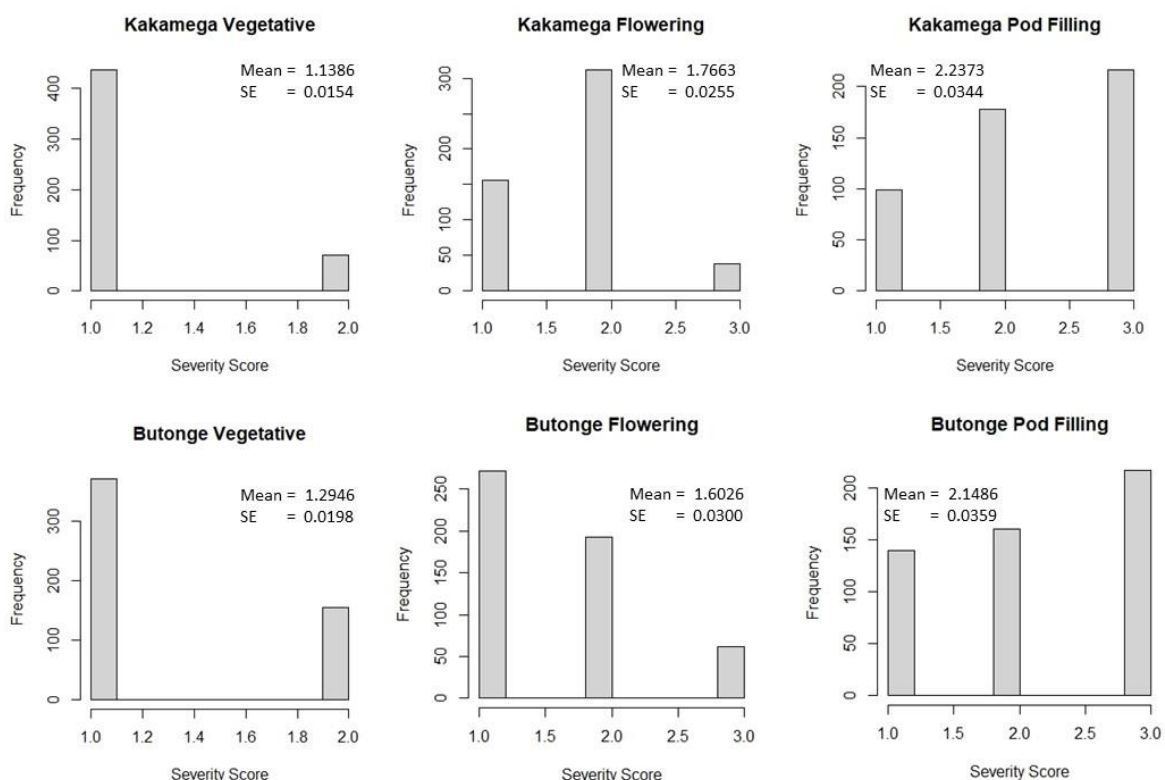 Kakamega Vegetative
Mean = 1.1386
SE = 0.0154
Frequency
0
100
200
300
400
1.0 1.2 1.4 1.6 1.8 2.0
Severity Score
Kakamega Flowering
Mean = 1.7663
SE = 0.0255
Frequency
0
50
100
200
300
1.0 1.5 2.0 2.5 3.0
Severity Score
Kakamega Pod Filling
Mean = 2.2373
SE = 0.0344
Frequency
0
50
100
150
200
1.0 1.5 2.0 2.5 3.0
Severity Score
Butonge Vegetative
Mean = 1.2946
SE = 0.0198
Frequency
0
100
200
300
1.0 1.2 1.4 1.6 1.8 2.0
Severity Score
Butonge Flowering
Mean = 1.6026
SE = 0.0300
Frequency
0
50
100
150
200
250
1.0 1.5 2.0 2.5 3.0
Severity Score
Butonge Pod Filling
Mean = 2.1486
SE = 0.0359
Frequency
0
50
100
150
200
1.0 1.5 2.0 2.5 3.0
Severity Score